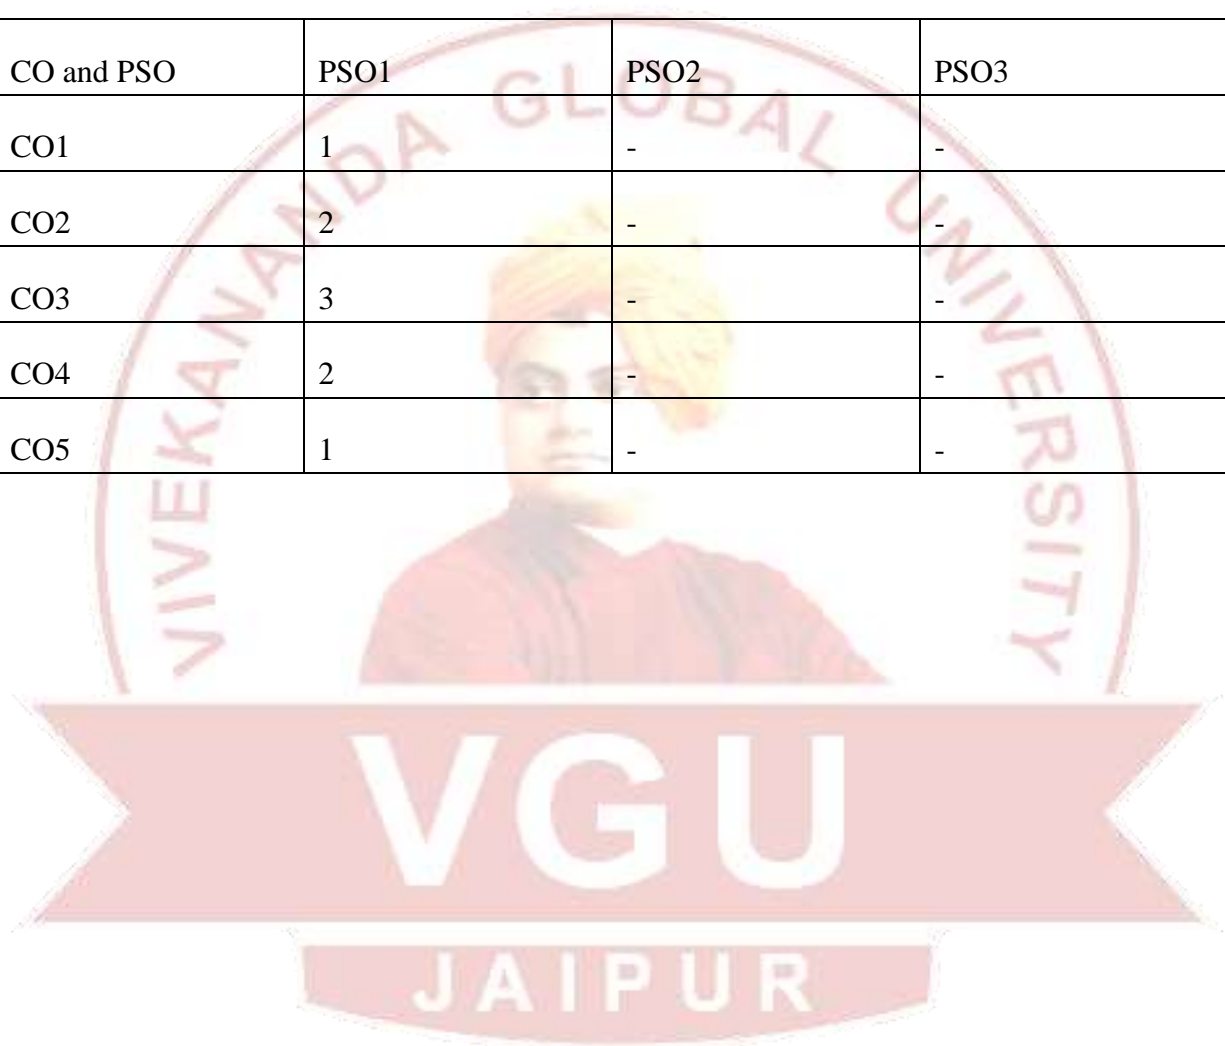 CO and PSO PSO1 PSO2 PSO3
CO1 1 - -
CO2 2 - -
CO3 3 - -
CO4 2 - -
CO5 1 - -
VIVEKANANDA GLOBAL UNIVERSITY
VGU
JAIPUR